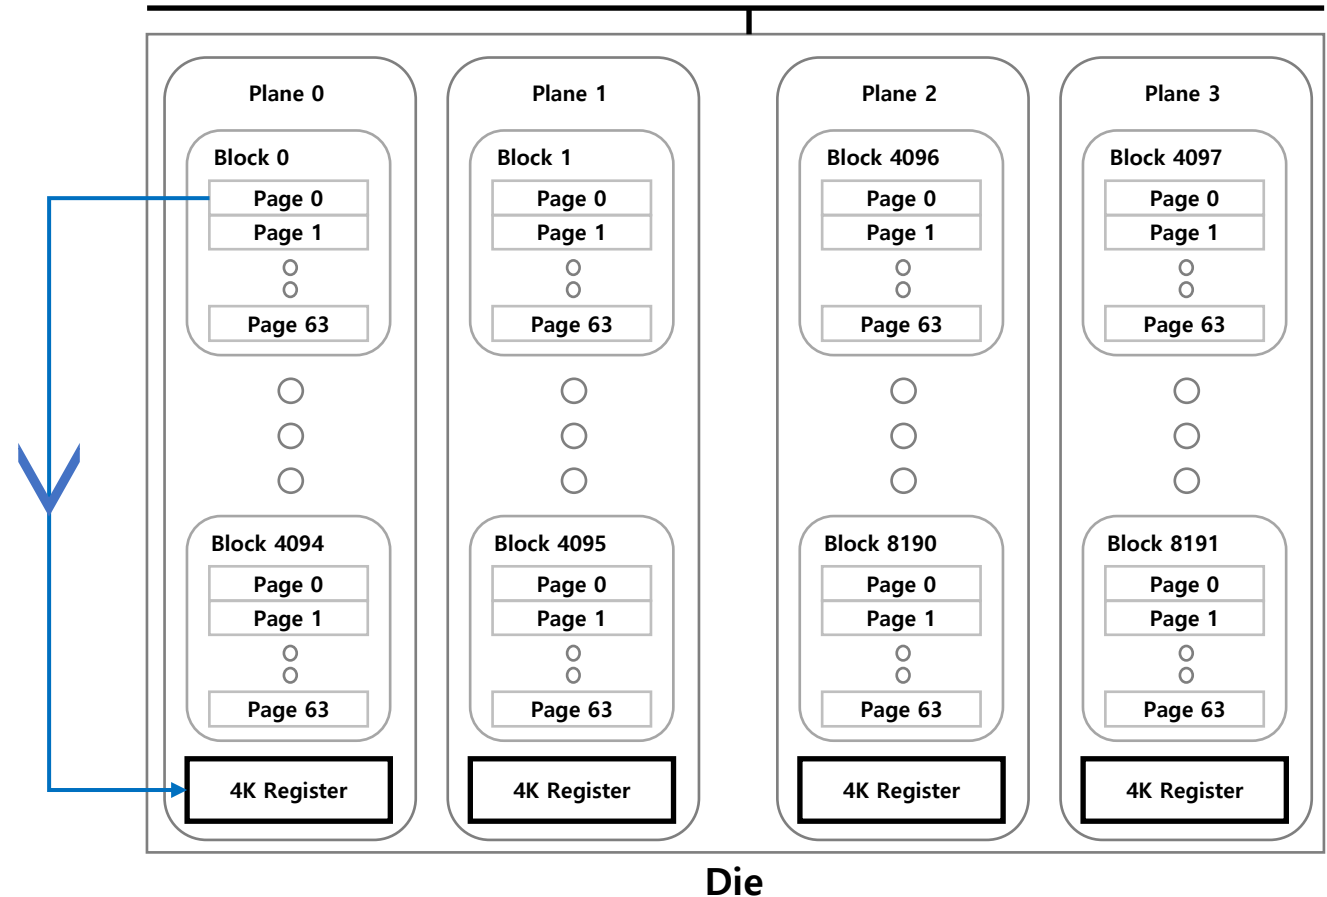 Plane 0
Plane 1
Plane 2
Plane 3
Block 0
Page 0
Page 1
Page 63
Block 1
Page 0
Page 1
Page 63
Block 4096
Page 0
Page 1
Page 63
Block 4097
Page 0
Page 1
Page 63
Block 4094
Page 0
Page 1
Page 63
Block 4095
Page 0
Page 1
Page 63
Block 8190
Page 0
Page 1
Page 63
Block 8191
Page 0
Page 1
Page 63
4K Register
4K Register
4K Register
4K Register
Die